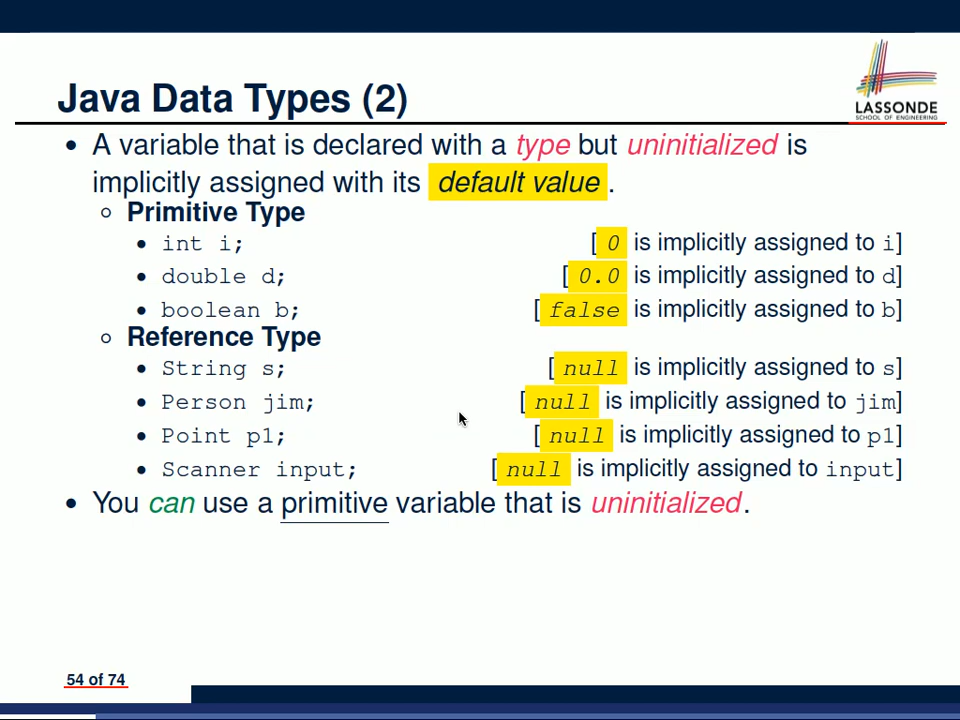 LASSONDE
SCHOOL OF ENGINEERING
Java Data Types (2)
• A variable that is declared with a type but uninitialized is
implicitly assigned with its default value.
◦ Primitive Type
• int i; [ 0 is implicitly assigned to i]
• double d; [ 0.0 is implicitly assigned to d]
• boolean b; [ false is implicitly assigned to b]
◦ Reference Type
• String s; [ null is implicitly assigned to s]
• Person jim; [ null is implicitly assigned to jim]
• Point p1; [ null is implicitly assigned to p1]
• Scanner input; [ null is implicitly assigned to input]
• You can use a primitive variable that is uninitialized.
54 of 74